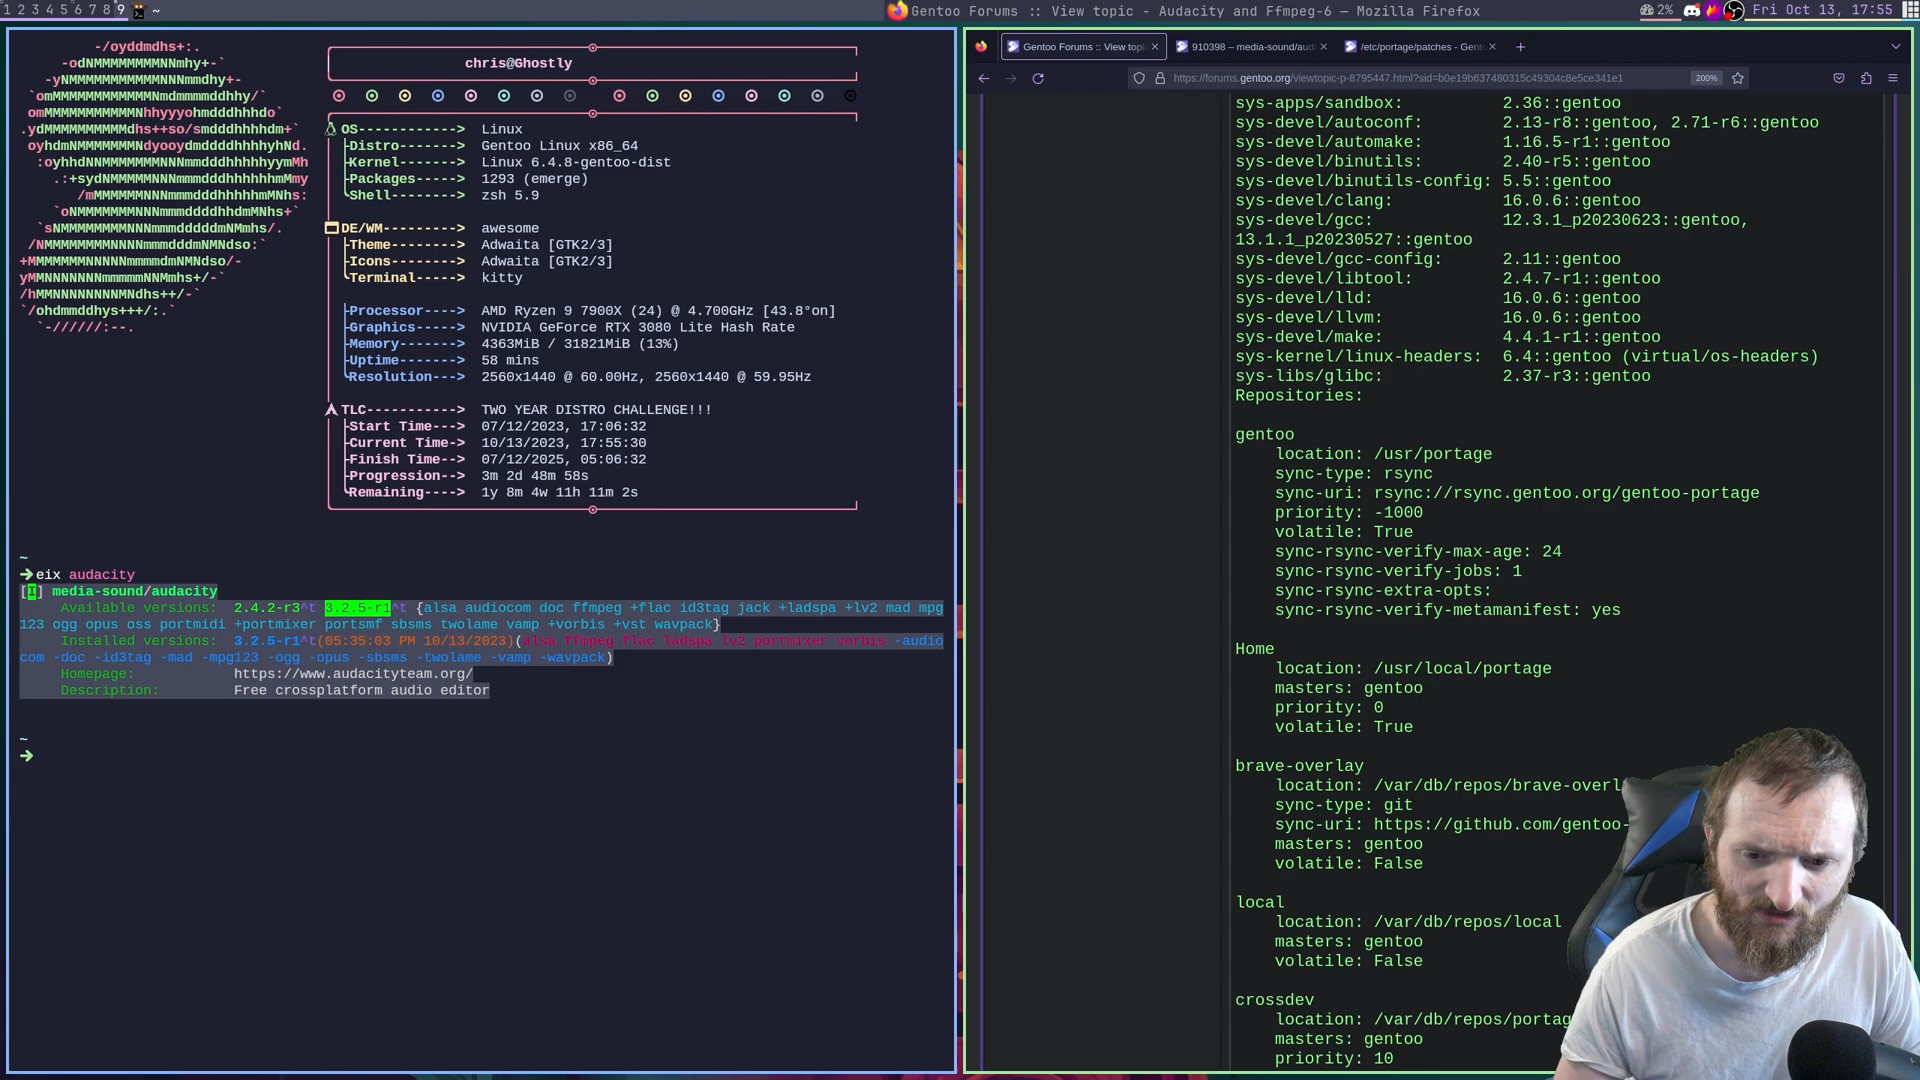 1 2 3 4 5 6 7 8 9 ~
Gentoo Forums :: View topic - Audacity and Ffmpeg-6 — Mozilla Firefox
2%
Fri Oct 13, 17:55
-/oyddmdhs+:.
-odNMMMMMMMMNNmhy+-`
-yNMMMMMMMMMMMNNNmmdhy+-
`omMMMMMMMMMMMMNmdmmmmddhhy/`
omMMMMMMMMMMMNhhyyyohmdddhhhdo`
.ydMMMMMMMMMMdhs++so/smdddhhhhdm+`
oyhdmNMMMMMMMNdyooydmddddhhhhyhNd.
:oyhhdNNMMMMMMMNNNmmdddhhhhhyymMh
.:+sydNMMMMMNNNmmmdddhhhhhhmMmy
/mMMMMMMNNNmmmdddhhhhhmMNhs:
`oNMMMMMMMNNNmmmddddhhdmMNhs+`
`sNMMMMMMMMNNNmmmdddddmNMmhs/.
/NMMMMMMMMNNNNmmmdddmNMNdso:`
+MMMMMMMNNNNNmmmmdmNMNdso/-
yMMNNNNNNNmmmmmNNMmhs+/-`
/hMMNNNNNNNNMNdhs++/-`
`/ohdmmddhys+++/:.`
`-//////:--.
chris@Ghostly
OS------------> Linux
Distro-------> Gentoo Linux x86_64
Kernel-------> Linux 6.4.8-gentoo-dist
Packages-----> 1293 (emerge)
Shell--------> zsh 5.9
DE/WM---------> awesome
Theme--------> Adwaita [GTK2/3]
Icons--------> Adwaita [GTK2/3]
Terminal-----> kitty
Processor----> AMD Ryzen 9 7900X (24) @ 4.700GHz [43.8°on]
Graphics-----> NVIDIA GeForce RTX 3080 Lite Hash Rate
Memory-------> 4363MiB / 31821MiB (13%)
Uptime-------> 58 mins
Resolution---> 2560x1440 @ 60.00Hz, 2560x1440 @ 59.95Hz
TLC-----------> TWO YEAR DISTRO CHALLENGE!!!
Start Time---> 07/12/2023, 17:06:32
Current Time-> 10/13/2023, 17:55:30
Finish Time--> 07/12/2025, 05:06:32
Progression--> 3m 2d 48m 58s
Remaining----> 1y 8m 4w 11h 11m 2s
~
eix audacity
[I] media-sound/audacity
Available versions: 2.4.2-r3^t 3.2.5-r1^t {alsa audiocom doc ffmpeg +flac id3tag jack +ladspa +lv2 mad mpg
123 ogg opus oss portmidi +portmixer portsmf sbsms twolame vamp +vorbis +vst wavpack}
Installed versions: 3.2.5-r1^t(05:35:03 PM 10/13/2023)(alsa ffmpeg flac ladspa lv2 portmixer vorbis -audio
com -doc -id3tag -mad -mpg123 -ogg -opus -sbsms -twolame -vamp -wavpack)
Homepage: https://www.audacityteam.org/
Description: Free crossplatform audio editor
~
Gentoo Forums :: View topic
910398 – media-sound/auda
/etc/portage/patches - Gent
https://forums.gentoo.org/viewtopic-p-8795447.html?sid=b0e19b637480315c49304c8e5ce341e1
200%
sys-apps/sandbox: 2.36::gentoo
sys-devel/autoconf: 2.13-r8::gentoo, 2.71-r6::gentoo
sys-devel/automake: 1.16.5-r1::gentoo
sys-devel/binutils: 2.40-r5::gentoo
sys-devel/binutils-config: 5.5::gentoo
sys-devel/clang: 16.0.6::gentoo
sys-devel/gcc: 12.3.1_p20230623::gentoo,
13.1.1_p20230527::gentoo
sys-devel/gcc-config: 2.11::gentoo
sys-devel/libtool: 2.4.7-r1::gentoo
sys-devel/lld: 16.0.6::gentoo
sys-devel/llvm: 16.0.6::gentoo
sys-devel/make: 4.4.1-r1::gentoo
sys-kernel/linux-headers: 6.4::gentoo (virtual/os-headers)
sys-libs/glibc: 2.37-r3::gentoo
Repositories:
gentoo
location: /usr/portage
sync-type: rsync
sync-uri: rsync://rsync.gentoo.org/gentoo-portage
priority: -1000
volatile: True
sync-rsync-verify-max-age: 24
sync-rsync-verify-jobs: 1
sync-rsync-extra-opts:
sync-rsync-verify-metamanifest: yes
Home
location: /usr/local/portage
masters: gentoo
priority: 0
volatile: True
brave-overlay
location: /var/db/repos/brave-overl
sync-type: git
sync-uri: https://github.com/gentoo-
masters: gentoo
volatile: False
local
location: /var/db/repos/local
masters: gentoo
volatile: False
crossdev
location: /var/db/repos/portag
masters: gentoo
priority: 10